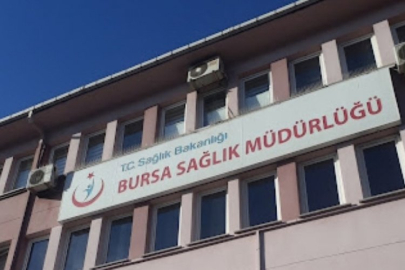 T.C. Sağlık Bakanlığı
BURSA SAĞLIK MÜDÜRLÜĞÜ